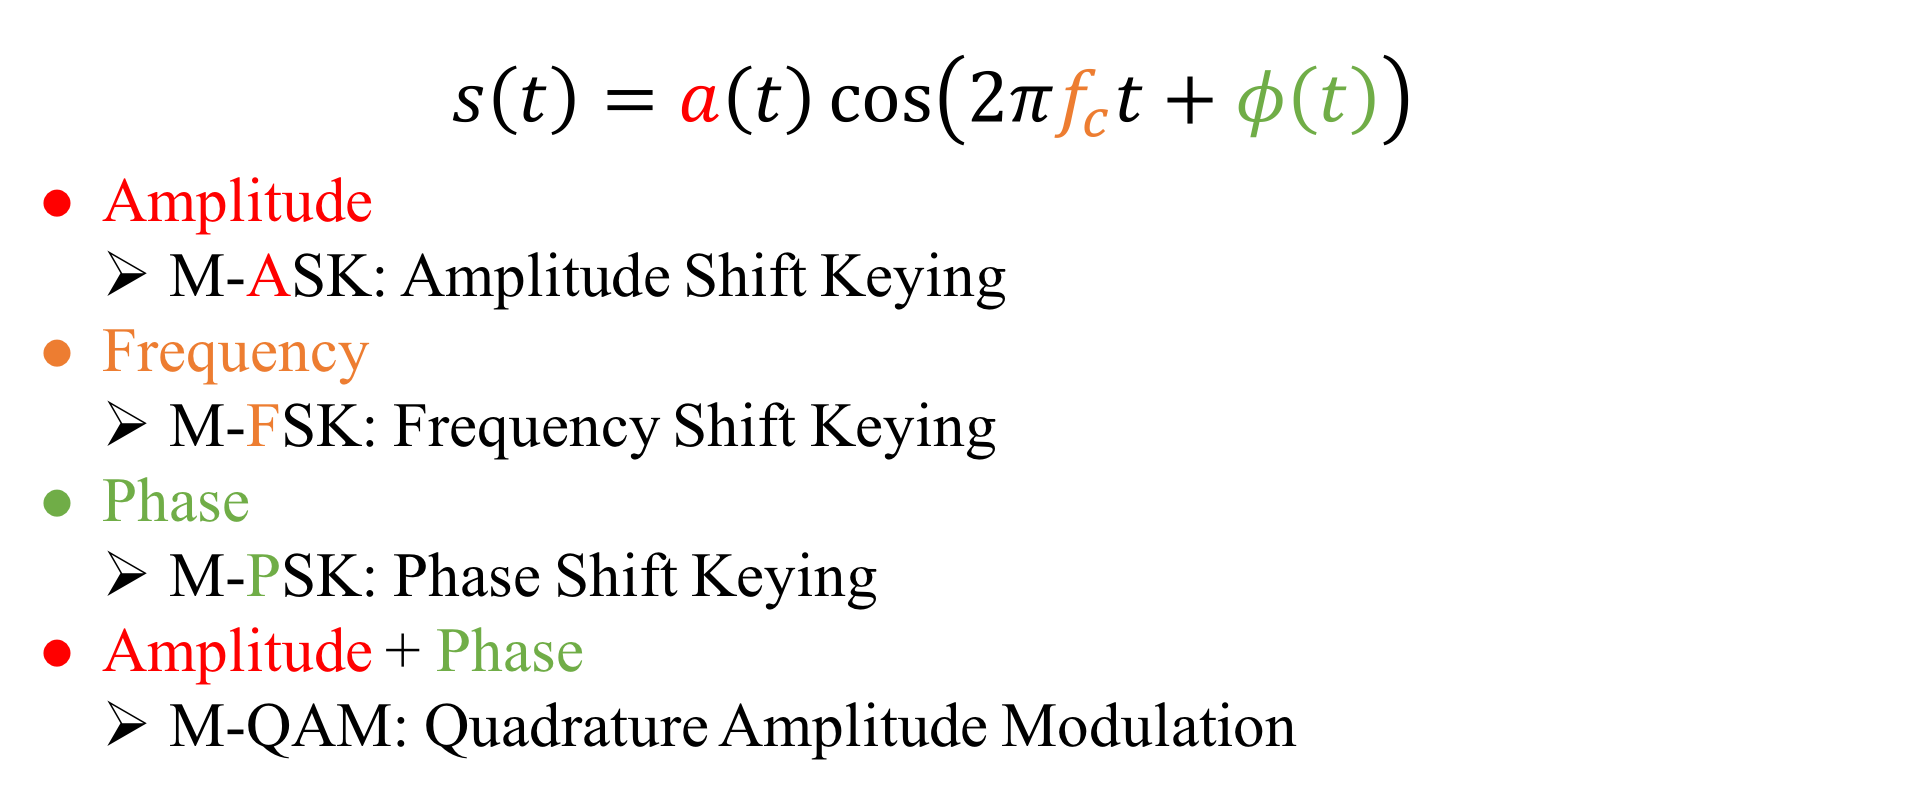 s(t) = a(t) cos(2πf_c t + ϕ(t))
● Amplitude
➢ M-ASK: Amplitude Shift Keying
● Frequency
➢ M-FSK: Frequency Shift Keying
● Phase
➢ M-PSK: Phase Shift Keying
● Amplitude + Phase
➢ M-QAM: Quadrature Amplitude Modulation